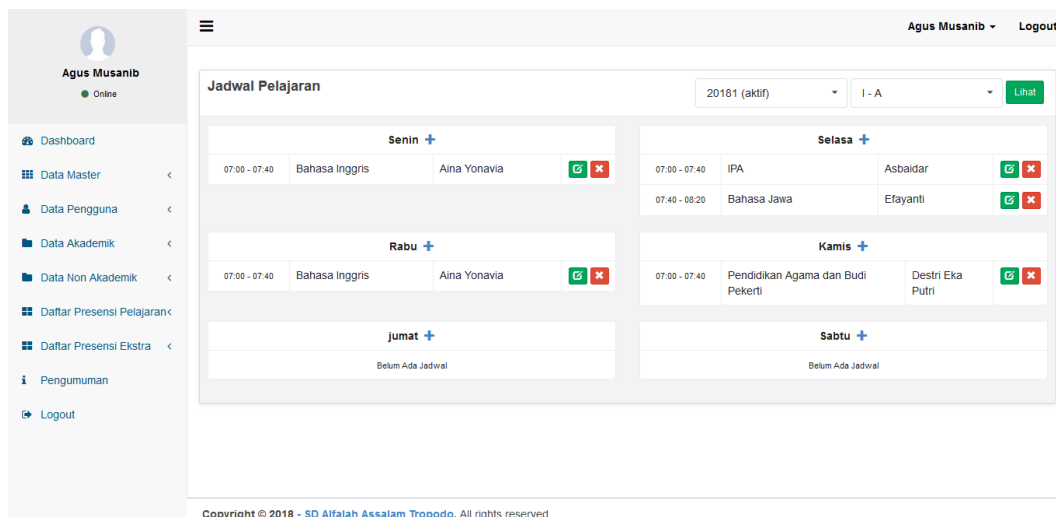 Agus Musanib
Online
Dashboard
Data Master
Data Pengguna
Data Akademik
Data Non Akademik
Daftar Presensi Pelajaran
Daftar Presensi Ekstra
Pengumuman
Logout
Agus Musanib Logout
Jadwal Pelajaran 20181 (aktif) I - A Lihat
Senin
07:00 - 07:40 Bahasa Inggris Aina Yonavia
Selasa
07:00 - 07:40 IPA Asbaidar
07:40 - 08:20 Bahasa Jawa Efayanti
Rabu
07:00 - 07:40 Bahasa Inggris Aina Yonavia
Kamis
07:00 - 07:40 Pendidikan Agama dan Budi Destri Eka
Pekerti Putri
jumat
Belum Ada Jadwal
Sabtu
Belum Ada Jadwal
Copyright © 2018 - SD Alfalah Assalam Tropodo. All rights reserved